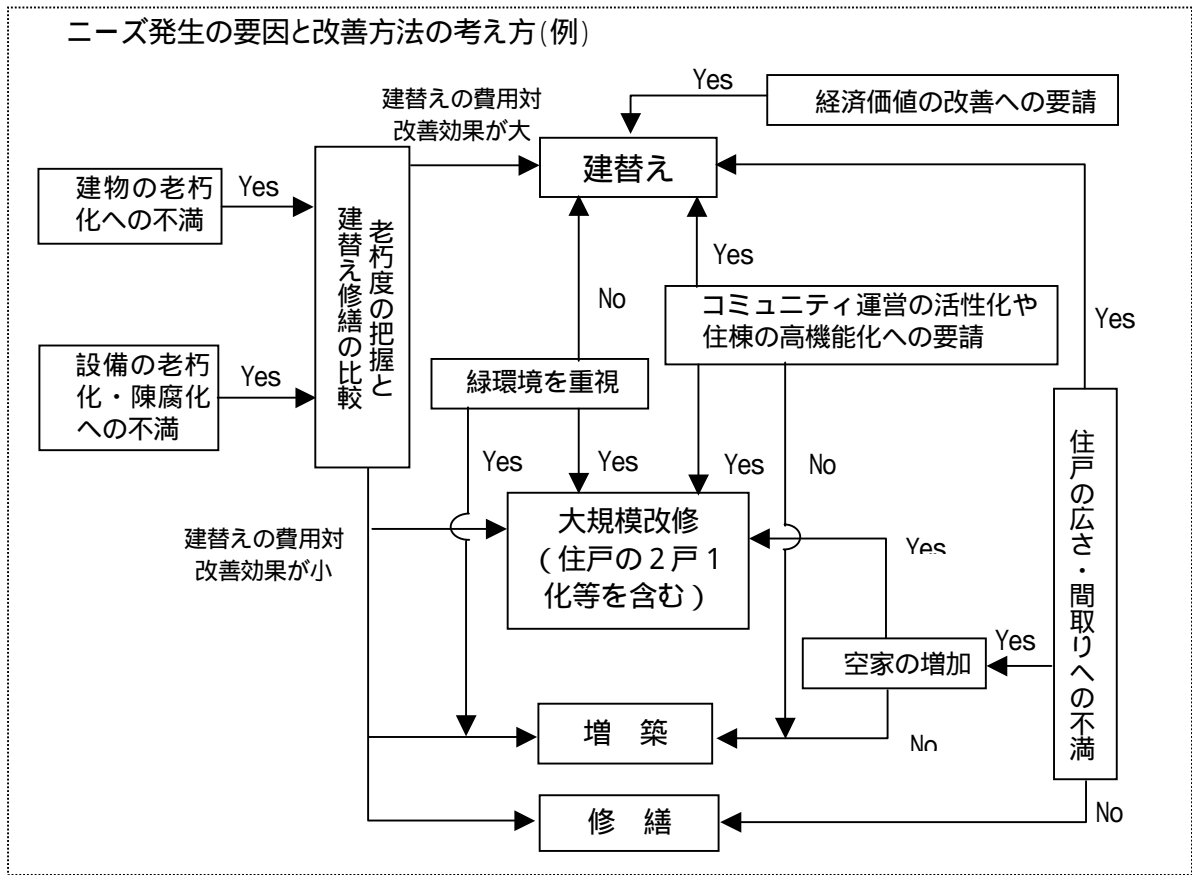 ニーズ発生の要因と改善方法の考え方(例)
Yes
経済価値の改善への要請
建替えの費用対
改善効果が大
建替え
建物の老朽
化への不満
Yes
老朽度の把握と
建替え修繕の比較
Yes
No
コミュニティ運営の活性化や
住棟の高機能化への要請
Yes
設備の老朽
化・陳腐化
への不満
Yes
緑環境を重視
住戸の広さ・間取りへの不満
Yes
Yes
Yes
No
建替えの費用対
改善効果が小
大規模改修
(住戸の2戸1
化等を含む)
Yes
Yes
空家の増加
増 築
No
修 繕
No